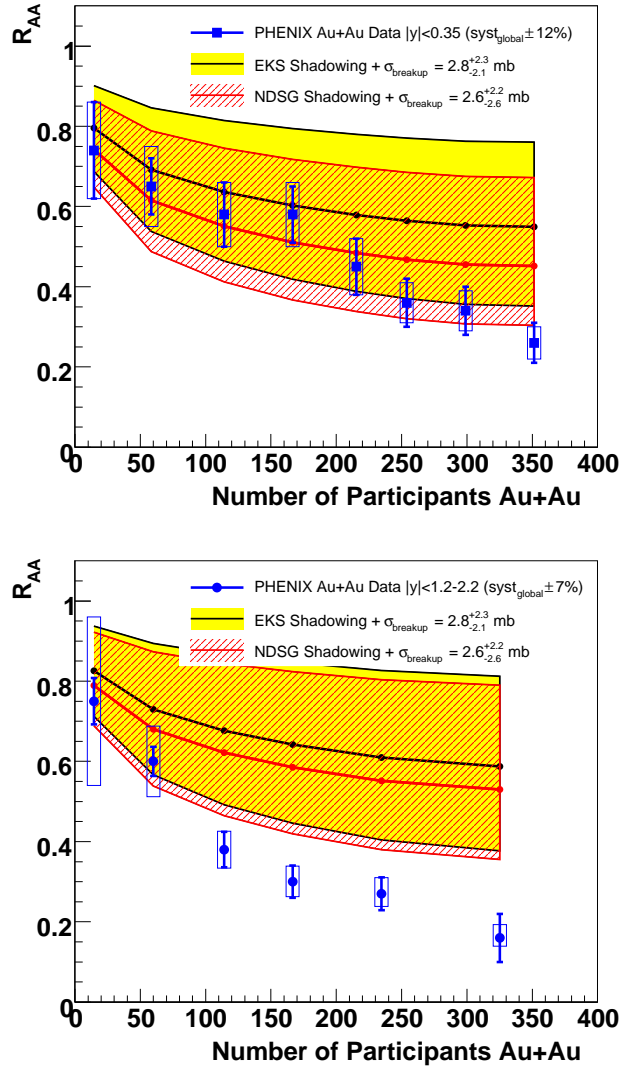 R_AA
PHENIX Au+Au Data |y|<0.35 (syst_global ±12%)
EKS Shadowing + σ_breakup = 2.8 +2.3 -2.1 mb
NDSG Shadowing + σ_breakup = 2.6 +2.2 -2.6 mb
1
0.8
0.6
0.4
0.2
0
0 50 100 150 200 250 300 350 400
Number of Participants Au+Au
R_AA
PHENIX Au+Au Data |y|<1.2-2.2 (syst_global ±7%)
EKS Shadowing + σ_breakup = 2.8 +2.3 -2.1 mb
NDSG Shadowing + σ_breakup = 2.6 +2.2 -2.6 mb
1
0.8
0.6
0.4
0.2
0
0 50 100 150 200 250 300 350 400
Number of Participants Au+Au